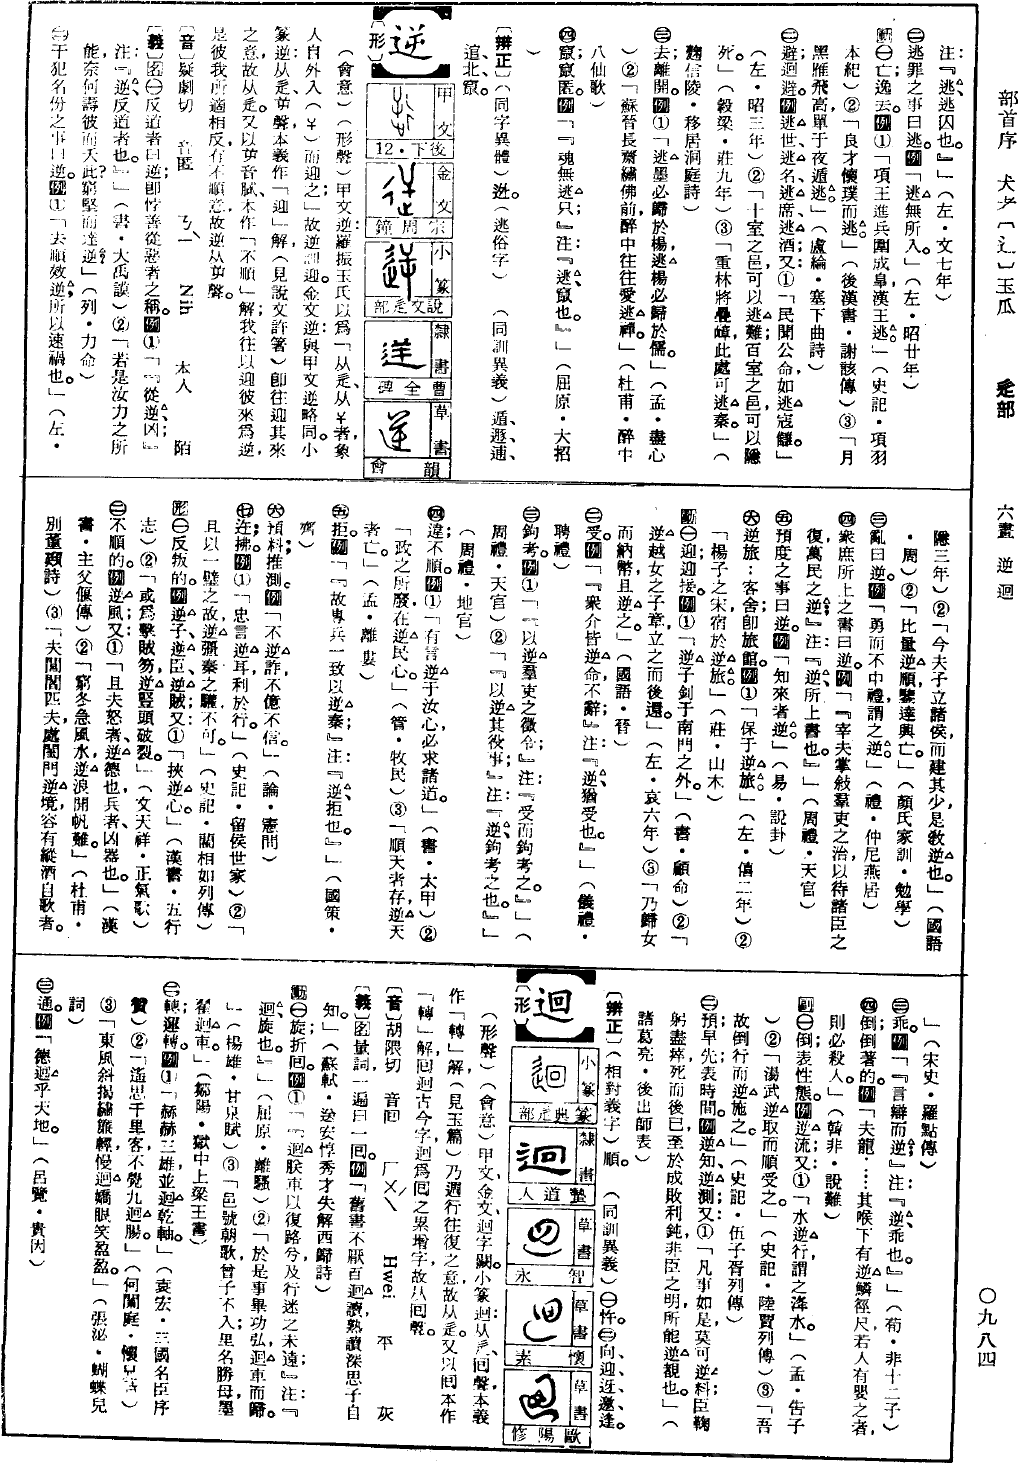 部首序 犬犭(辶)玉瓜 辵部 六畫 逆迴 〇九八四
注:『逃逃囚也。』」(左・文七年)
㊁逃罪之事曰逃。例「逃無所入。」(左・昭廿年)
動㊀亡;逸去。例①「項王進兵圍成皐,漢王逃。」(史記・項羽
本紀)②「良才懷璞而逃。」(後漢書・謝該傳)③「月
黑雁飛高,單于夜遁逃。」(盧綸・塞下曲詩)
㊁避;迴避。例逃世、逃名、逃席、逃酒。又①「民聞公命,如逃寇讎。」
(左・昭三年)②「十室之邑,可以逃難,百室之邑,可以隱
死。」(穀梁・莊九年)③「重林將疊嶂,此處可逃秦。」(
魏信陵・移居洞庭詩)
㊂去;離開。例①「逃墨必歸於楊,逃楊必歸於儒。」(孟・盡心
)②「蘇晉長齋繡佛前,醉中往往愛逃禪。」(杜甫・醉中
八仙歌)
㊃竄;竄匿。例「『魂無逃只;』注:『逃,竄也。』」(屈原・大招
)
〔辨正〕(同字異體)迯。(逃俗字) (同訓異義)遁、遯、逋、
逭、北、竄。
逆
〔形〕
甲文 後下・12
金文 宗周鐘
小篆 說文辵部
隸書 曹全碑
草書 韻會
(會意)(形聲)甲文逆:羅振玉氏以爲「从辵,从屰者,象
人自外入(屰)而迎之;」故逆訓迎。金文逆:與甲文逆略同。小
篆逆:从辵,屰聲,本義作「迎」解(見說文許箸)即往迎其來
之意,故从辵。又以屰音戟,本作「不順」解,我往以迎彼來爲逆,
是彼我所適相反,有不順意,故逆从屰聲。
〔音〕疑劇切 音匿 ㄋㄧˋ Nih 本入 陌
〔義〕名㊀反道者曰逆,即悖善從惡者之稱。例①「『從逆凶;』
注:『逆,反道者也。』」(書・大禹謨)②「若是汝力之所
能,奈何壽彼而夭此?窮聖而達逆。」(列・力命)
㊁干犯名份之事曰逆。例①「去順效逆,所以速禍也。」(左・
隱三年)②「今夫子立諸侯而建其少,是敎逆也。」(國語
・周)②「比量逆順,鑒達興亡。」(顏氏家訓・勉學)
㊂亂曰逆。例「勇而不中禮謂之逆。」(禮・仲尼燕居)
㊃衆庶所上之書曰逆。例「『宰夫掌敍羣吏之治,以待諸臣之
復,萬民之逆;』注:『逆,所上書也。』」(周禮・天官)
㊄預度之事曰逆。例「知來者逆。」(易・說卦)
㊅逆旅:客舍,即旅館。例①「保于逆旅。」(左・僖二年)②
「楊子之宋,宿於逆旅。」(莊・山木)
動㊀迎;迎接。例①「逆子釗于南門之外。」(書・顧命)②「
逆越女之子章立之而後還。」(左・哀六年)③「乃歸女
而納幣,且逆之。」(國語・晉)
㊁受。例「『衆介皆逆命不辭;』注:『逆,猶受也。』」(儀禮・
聘禮)
㊂鉤考。例①「『以逆羣吏之徵令;』注:『受而鉤考之。』」(
周禮・天官)②「『以逆其役事;』注:『逆,鉤考之也。』」
(周禮・地官)
㊃違;不順。例①「有言逆于汝心,必求諸道。」(書・太甲)②
「政之所廢,在逆民心。」(管・牧民)③「順天者存,逆天
者亡。」(孟・離婁)
㊄拒。例「『故專兵一致以逆秦;』注:『逆,拒也。』」(國策・
齊)
㊅預料;推測。例「不逆詐,不億不信。」(論・憲問)
㊆迕;拂。例①「忠言逆耳利於行。」(史記・留侯世家)②「
且以一璧之故,逆彊秦之驩,不可。」(史記・藺相如列傳)
形㊀反叛的。例逆子、逆臣、逆賊。又①「挾逆心。」(漢書・五行
志)②「或爲擊賊笏,逆豎頭破裂。」(文天祥・正氣歌)
㊁不順的。例逆風。又:①「且夫怒者逆德也,兵者凶器也。」(漢
書・主父偃傳)②「窮冬急風水,逆浪開帆難。」(杜甫・
別董頲詩)③「夫閭閻匹夫,處閨門逆境,容有縱酒自歌者。
」(宋史・羅點傳)
㊂乖。例「『言辯而逆;』注:『逆,乖也。』」(荀・非十二子)
㊃倒;倒著的。例「夫龍……其喉下有逆鱗徑尺,若人有嬰之者,
則必殺人。」(韓非・說難)
副㊀倒;表性態。例逆流。又①「水逆行,謂之洚水。」(孟・告子
)②「湯武逆取而順受之。」(史記・陸賈列傳)③「吾
故倒行而逆施之。」(史記・伍子胥列傳)
㊁預早;先;表時間。例逆知、逆測。又:①「凡事如是,莫可逆料;臣鞠
躬盡瘁,死而後已;至於成敗利鈍,非臣之明所能逆覩也。」(
諸葛亮・後出師表)
〔辨正〕(相對義字)順。 (同訓異義)㊀忤。㊁向、迎、迓、邀、逢。
迴
〔形〕
小篆 篆典辵部
隸書 墊道人
草書 智永
草書 懷素
草書 歐陽修
(形聲)(會意)甲文、金文迴字闕。小篆迴:从辵,囘聲,本義
作「轉」解(見玉篇)乃週行往復之意,故从辵。又以囘本作
「轉」解,囘迴古今字,迴爲囘之累增字,故从囘聲。
〔音〕胡隈切 音回 ㄏㄨㄟˊ Hwei 平 灰
〔義〕名量詞,一遍曰一迴。例「舊書不厭百迴讀,熟讀深思子自
知。」(蘇軾・送安惇秀才失解西歸詩)
動㊀旋;折囘。例①「『迴朕車以復路兮,及行迷之未遠;』注:『
迴,旋也。』」(屈原・離騷)②「於是事畢功弘,迴車而歸。
」(楊雄・甘泉賦)③「邑號朝歌,曾子不入;里名勝母,墨
翟迴車。」(鄒陽・獄中上梁王書)
㊁轉;運轉。例①「赫赫三雄,並迴乾軸。」(袁宏・三國名臣序
贊)②「遙思千里客,不覺九迴腸。」(何闌庭・懷兄詩)
③「東風斜揭繡簾輕,慢迴嬌眼笑盈盈。」(張泌・蝴蝶兒
詞)
㊂通。例「德迴乎天地。」(呂覽・貴因)